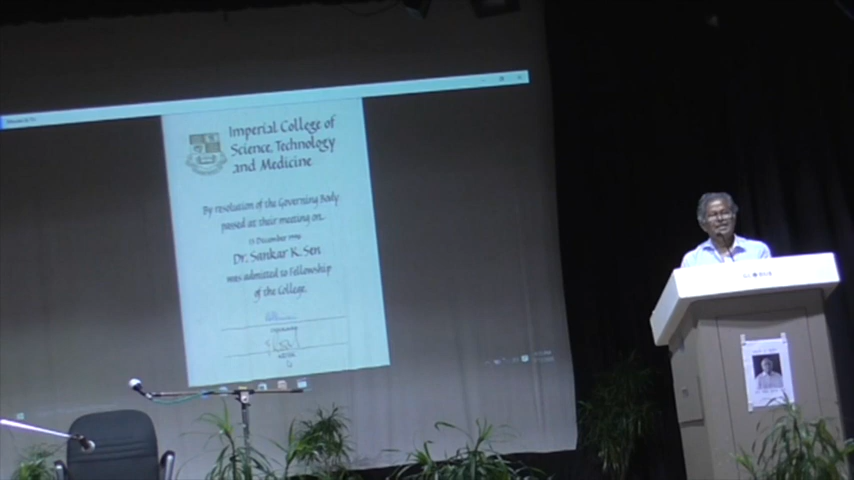 Imperial College of
Science, Technology
and Medicine
By resolution of the Governing Body
passed at their meeting on
Dr. Sankar K. Sen
was admitted to Fellowship
of the College